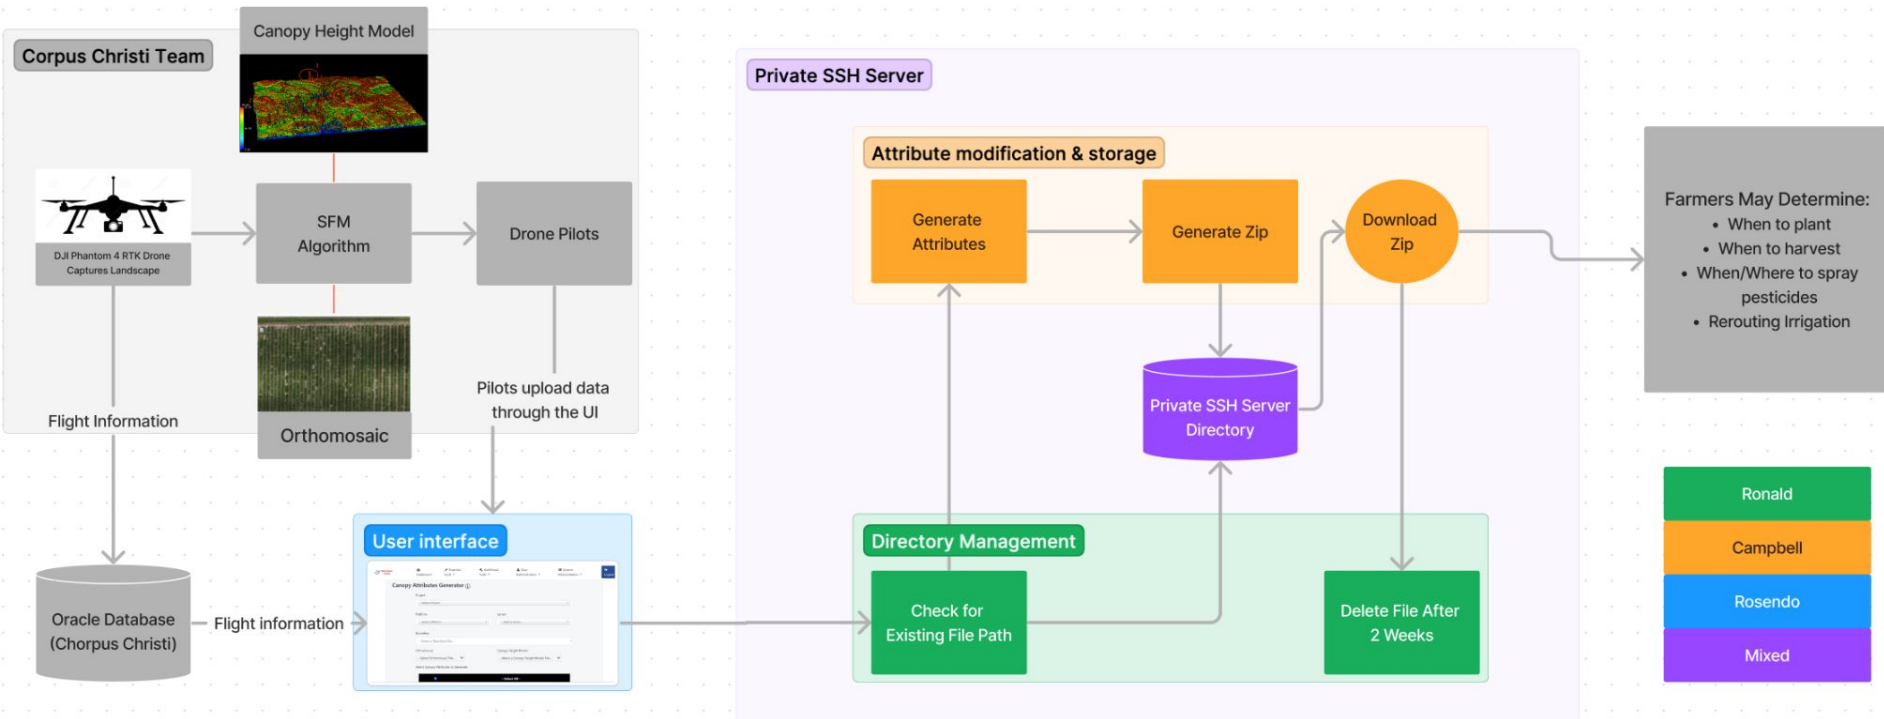 Canopy Height Model
Corpus Christi Team
DJI Phantom 4 RTK Drone
Captures Landscape
SFM
Algorithm
Drone Pilots
Flight Information
Orthomosaic
Pilots upload data
through the UI
Oracle Database
(Chorpus Christi)
Flight information
User interface
Canopy Attributes Generator
Private SSH Server
Attribute modification & storage
Generate
Attributes
Generate Zip
Download
Zip
Private SSH Server
Directory
Directory Management
Check for
Existing File Path
Delete File After
2 Weeks
Farmers May Determine:
• When to plant
• When to harvest
• When/Where to spray
pesticides
• Rerouting Irrigation
Ronald
Campbell
Rosendo
Mixed